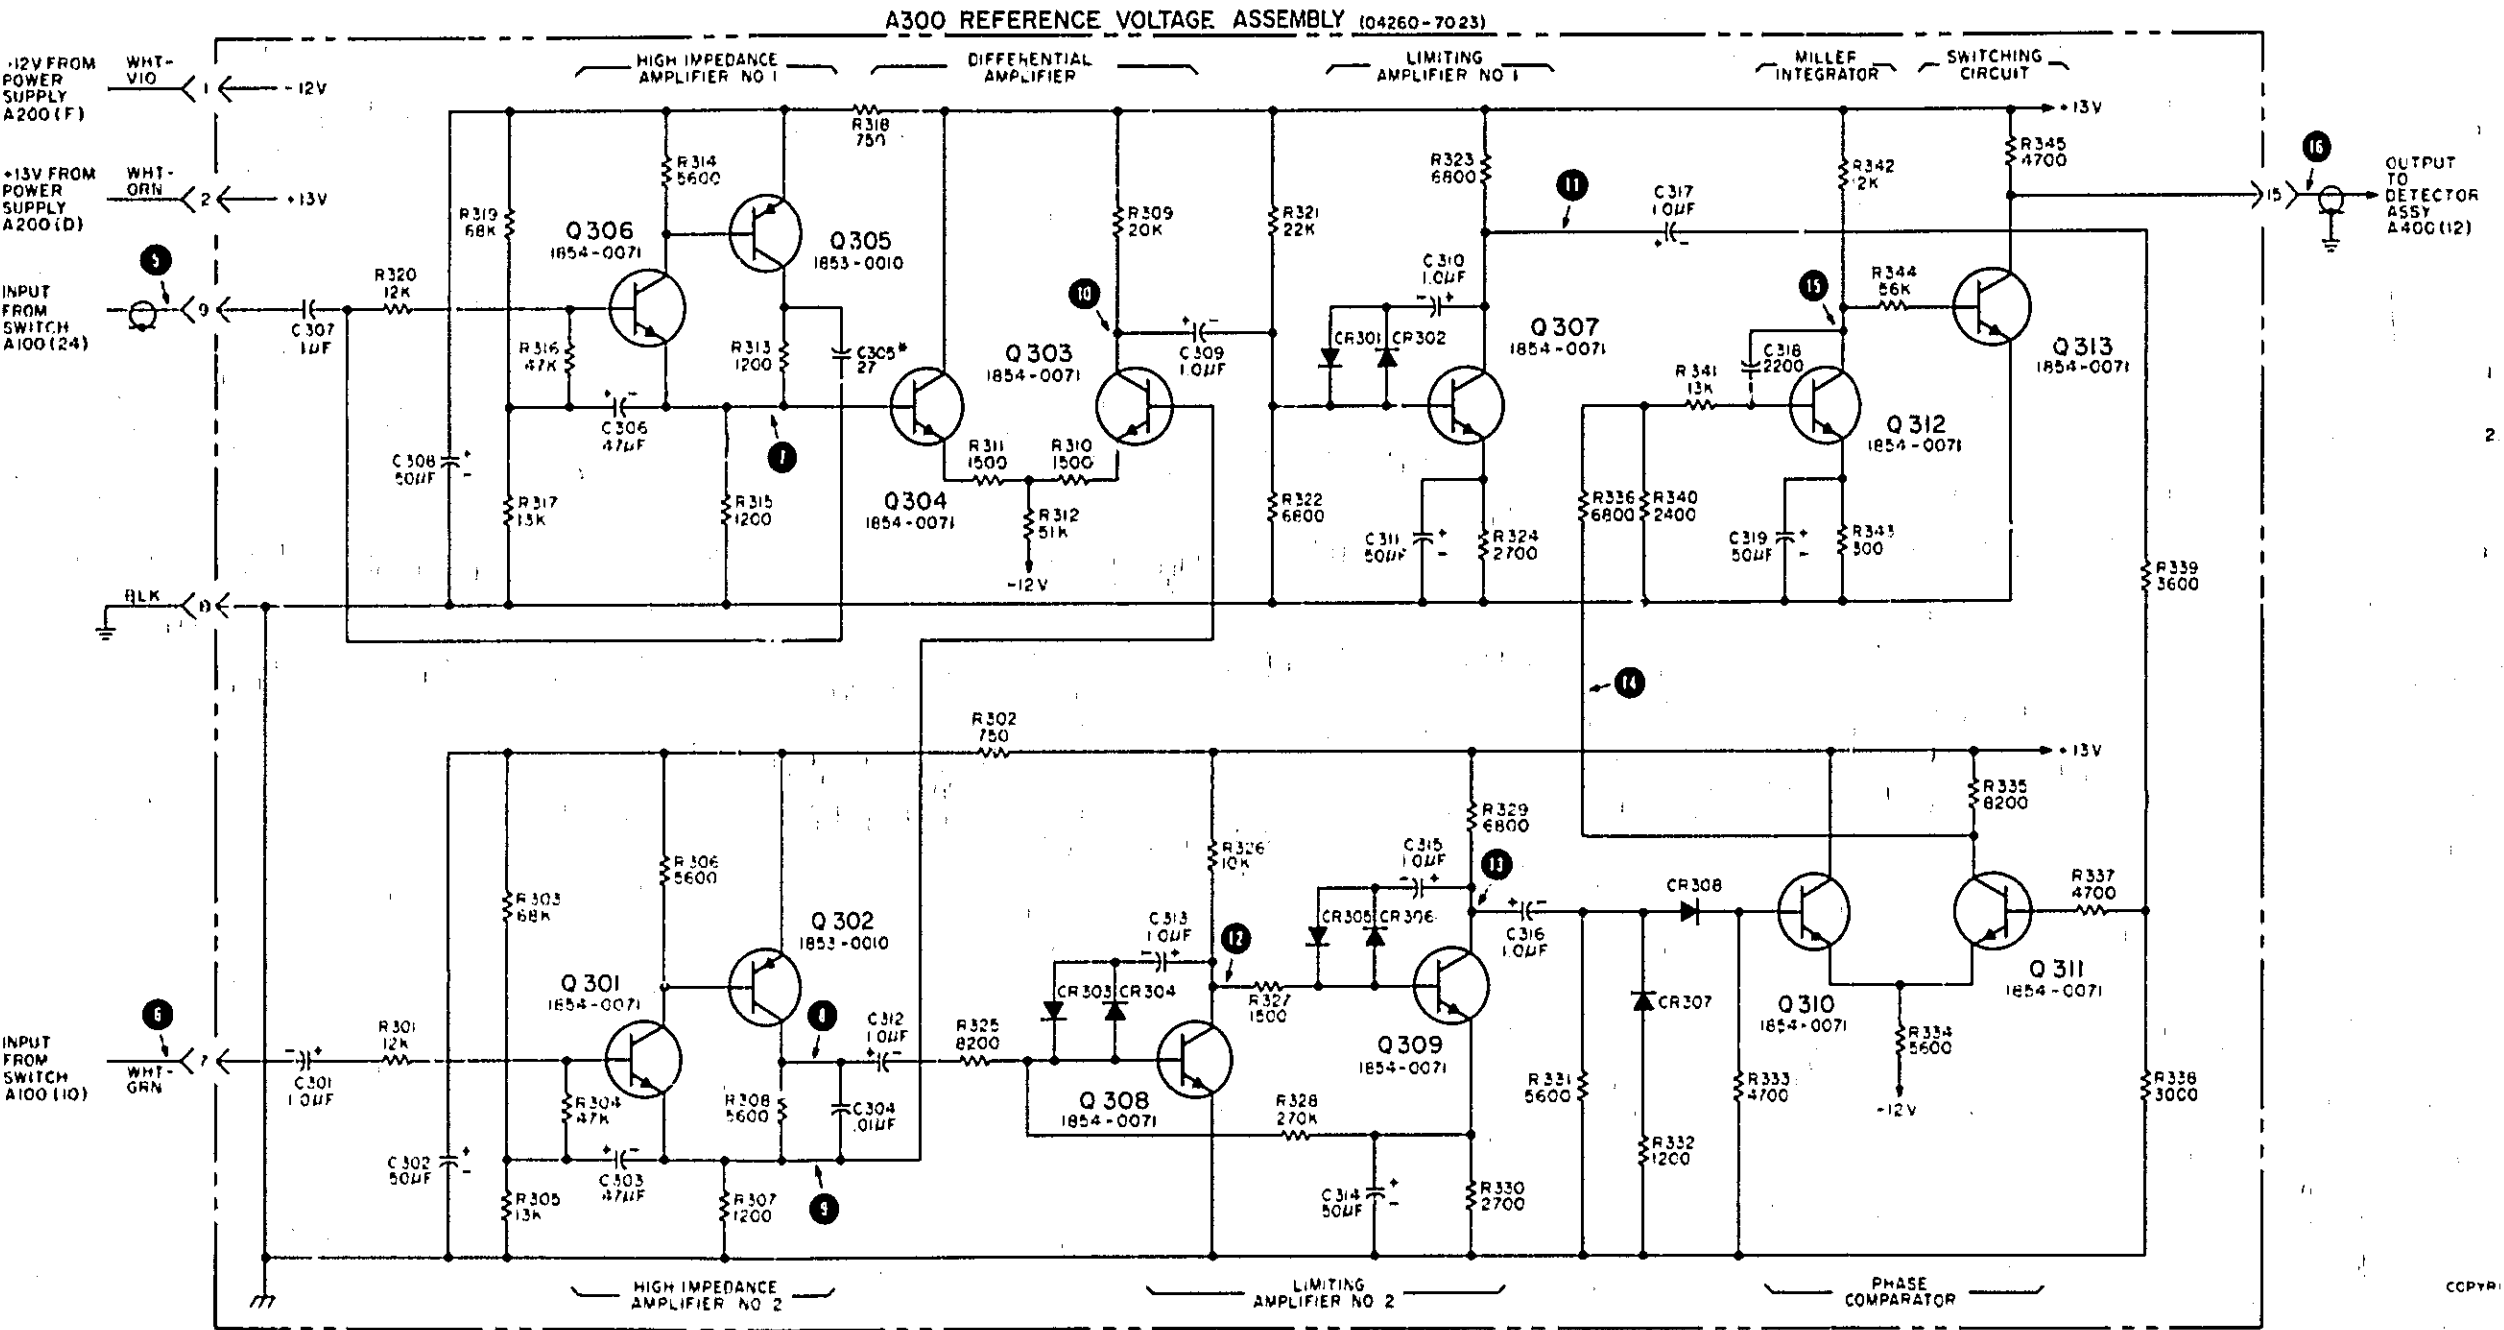 A300 REFERENCE VOLTAGE ASSEMBLY (04260-7023)
HIGH IMPEDANCE
AMPLIFIER NO 1
DIFFERENTIAL
AMPLIFIER
LIMITING
AMPLIFIER NO 1
MILLER
INTEGRATOR
SWITCHING
CIRCUIT
-12V FROM
POWER
SUPPLY
A200(F)
WHT-
VIO
1
-12V
+13V FROM
POWER
SUPPLY
A200(D)
WHT-
ORN
2
+13V
5
INPUT
FROM
SWITCH
A100(24)
9
C307
1µF
R320
12K
R319
68K
R314
5600
R318
750
Q306
1854-0071
Q305
1853-0010
R316
47K
C306
47µF
R313
1200
C305*
27
7
C308
50µF
R317
13K
R315
1200
Q304
1854-0071
R311
1500
R310
1500
R312
51K
-12V
Q303
1854-0071
R309
20K
10
C309
1.0µF
R321
22K
R322
6800
CR301
CR302
C310
1.0µF
R323
6800
11
C317
1.0µF
Q307
1854-0071
C311
50µF
R324
2700
R336
6800
R340
2400
R341
13K
C318
2200
15
R342
12K
R344
56K
Q312
1854-0071
C319
50µF
R343
300
Q313
1854-0071
R345
4700
+13V
15
16
OUTPUT
TO
DETECTOR
ASSY
A400(12)
R339
3600
BLK
14
R302
750
+13V
6
INPUT
FROM
SWITCH
A100(10)
WHT-
GRN
7
C301
1.0µF
R301
12K
R303
68K
R306
5600
Q301
1854-0071
Q302
1853-0010
R304
47K
C303
47µF
C302
50µF
R305
13K
R307
1200
R308
5600
8
C304
.01µF
9
C312
1.0µF
R325
8200
CR303
CR304
C313
1.0µF
R326
10K
12
R327
1500
Q308
1854-0071
R328
270K
CR305
CR306
C315
1.0µF
R329
6800
13
C316
1.0µF
Q309
1854-0071
C314
50µF
R330
2700
R331
5600
CR307
R332
1200
CR308
R333
4700
Q310
1854-0071
R334
5600
-12V
Q311
1854-0071
R335
8200
R337
4700
R338
3000
HIGH IMPEDANCE
AMPLIFIER NO 2
LIMITING
AMPLIFIER NO 2
PHASE
COMPARATOR
2
COPYRI